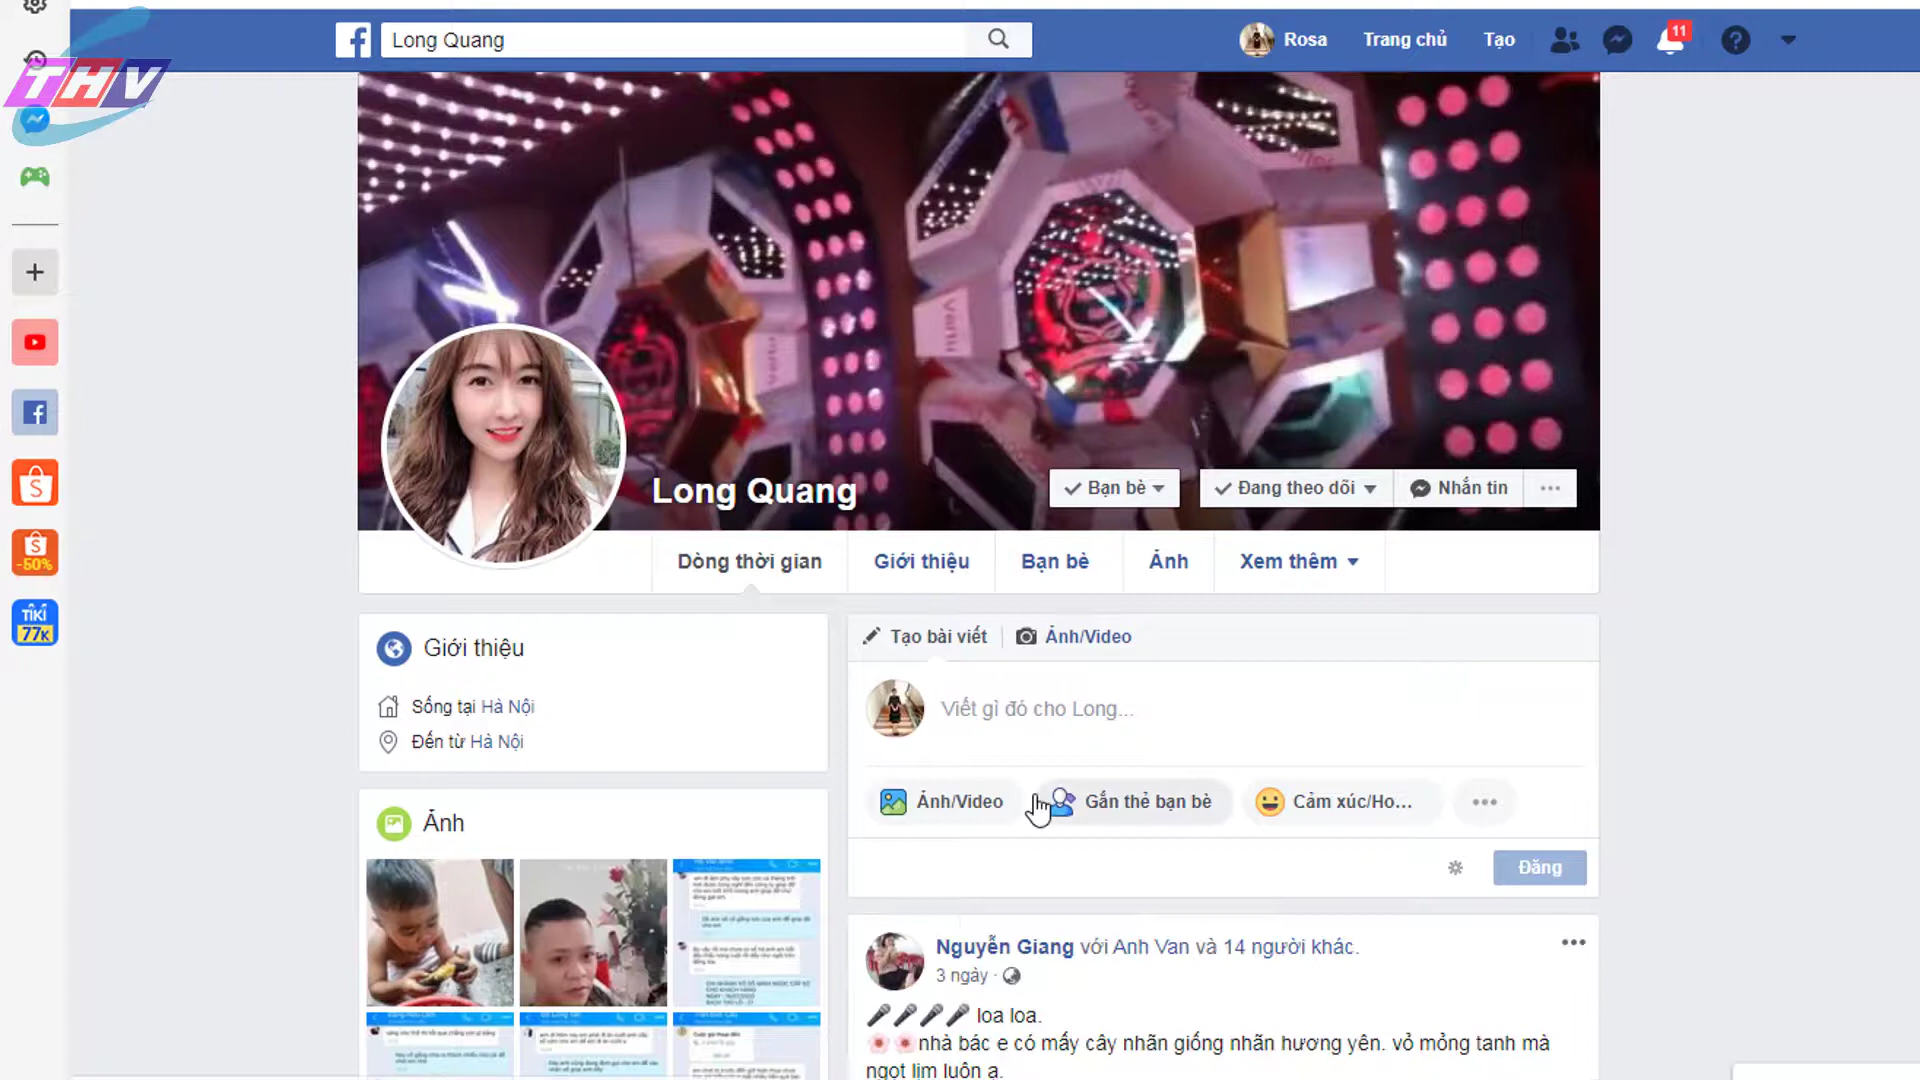 THV
Long Quang
Rosa
Trang chủ
Tạo
11
Long Quang
Bạn bè
Đang theo dõi
Nhắn tin
Dòng thời gian
Giới thiệu
Bạn bè
Ảnh
Xem thêm
-50%
TIKI
77K
Giới thiệu
Sống tại Hà Nội
Đến từ Hà Nội
Ảnh
Tạo bài viết
Ảnh/Video
Viết gì đó cho Long...
Ảnh/Video
Gắn thẻ bạn bè
Cảm xúc/Ho...
Đăng
Nguyễn Giang với Anh Van và 14 người khác.
3 ngày
loa loa.
nhà bác e có mấy cây nhãn giống nhãn hương yên. vỏ mỏng tanh mà
ngọt lịm luôn ạ.